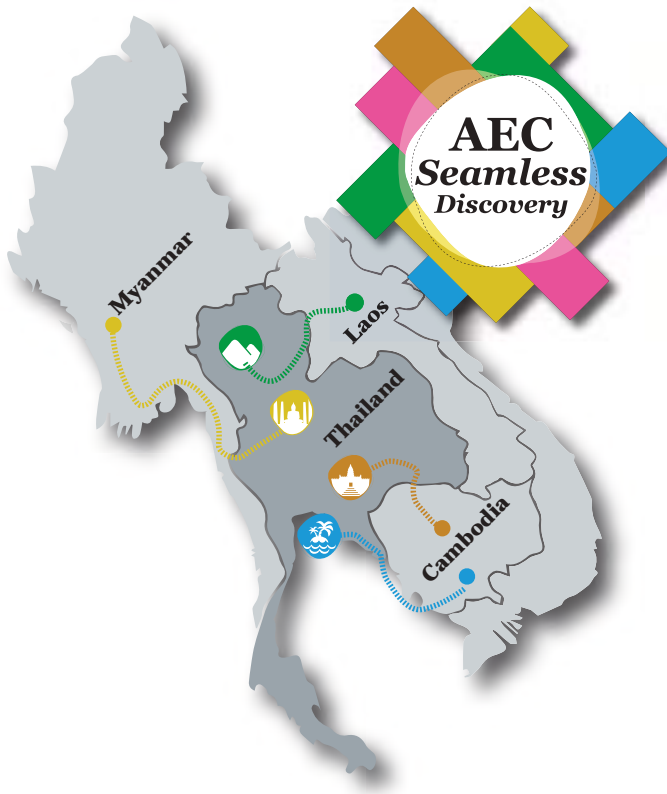 AEC
Seamless
Discovery
Myanmar
Laos
Thailand
Cambodia